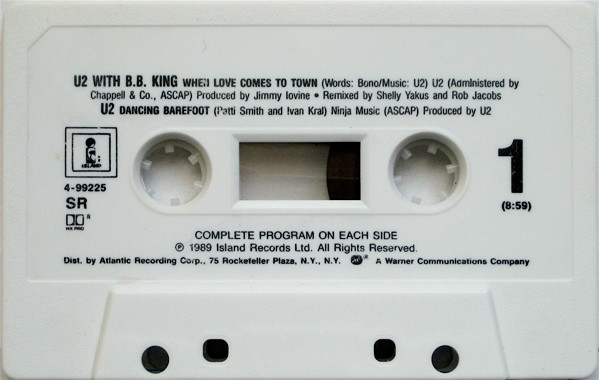 U2 WITH B.B. KING WHEN LOVE COMES TO TOWN (Words: Bono/Music: U2) U2 (Administered by
Chappell & Co., ASCAP) Produced by Jimmy Iovine • Remixed by Shelly Yakus and Rob Jacobs
U2 DANCING BAREFOOT (Patti Smith and Ivan Kral) Ninja Music (ASCAP) Produced by U2
ISLAND
4-99225
SR
HX PRO
1
(8:59)
COMPLETE PROGRAM ON EACH SIDE
℗ 1989 Island Records Ltd. All Rights Reserved.
Dist. by Atlantic Recording Corp., 75 Rockefeller Plaza, N.Y., N.Y. ® A Warner Communications Company